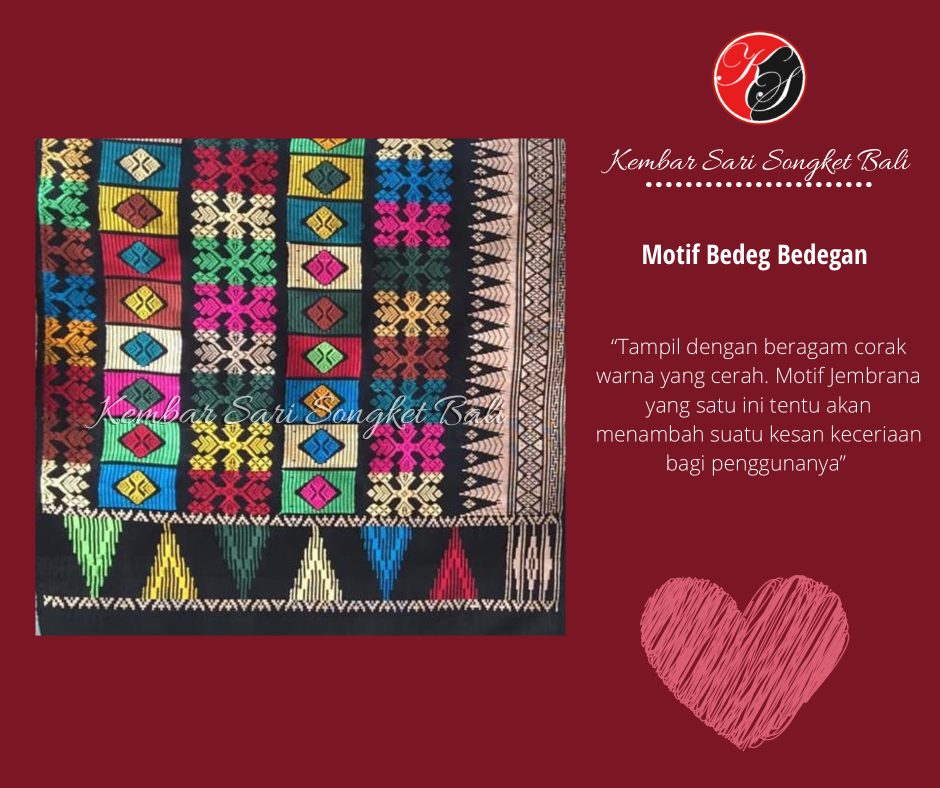 KS
Kembar Sari Songket Bali
Motif Bedeg Bedegan
“Tampil dengan beragam corak
warna yang cerah. Motif Jembrana
yang satu ini tentu akan
menambah suatu kesan keceriaan
bagi penggunanya”
Kembar Sari Songket Bali